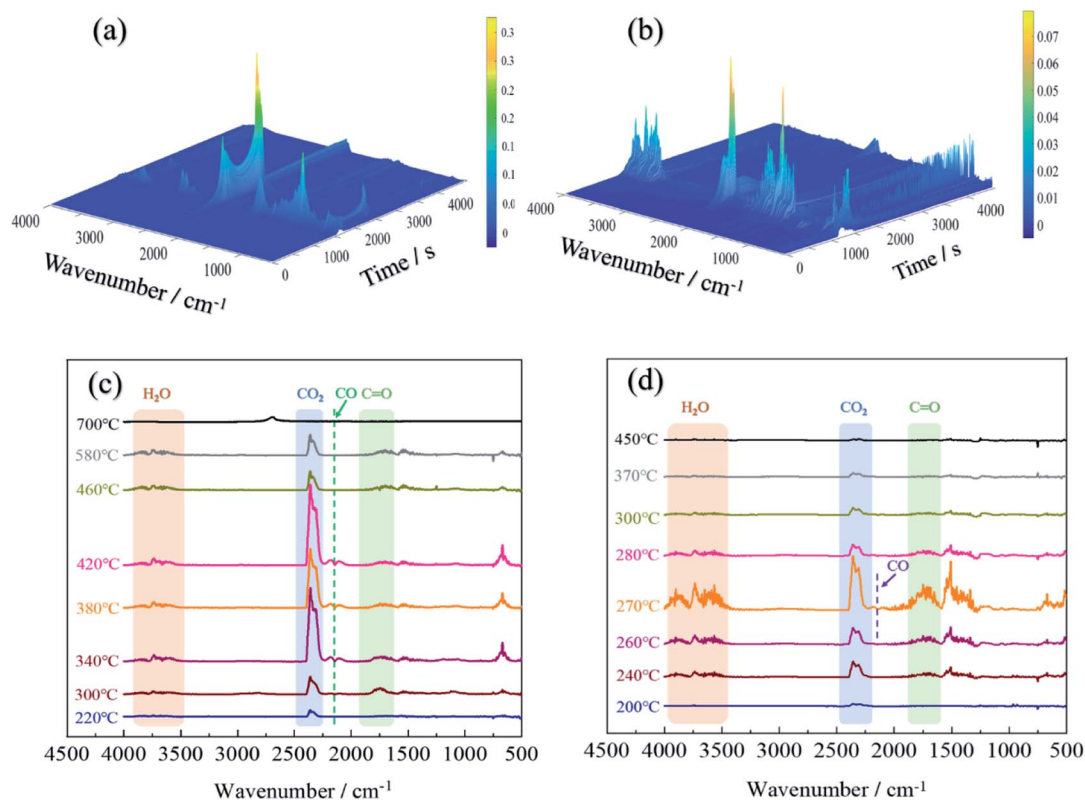 (a)
0.3
0.3
0.2
0.2
0.1
0.1
0.0
0
4000
3000
2000
1000
0
1000
2000
3000
4000
Wavenumber / cm⁻¹
Time / s
(b)
0.07
0.06
0.05
0.04
0.03
0.02
0.01
0
4000
3000
2000
1000
0
1000
2000
3000
4000
Wavenumber / cm⁻¹
Time / s
(c)
H₂O
CO₂
CO
C=O
700℃
580℃
460℃
420℃
380℃
340℃
300℃
220℃
4500 4000 3500 3000 2500 2000 1500 1000 500
Wavenumber / cm⁻¹
(d)
H₂O
CO₂
C=O
450℃
370℃
300℃
280℃
CO
270℃
260℃
240℃
200℃
4500 4000 3500 3000 2500 2000 1500 1000 500
Wavenumber / cm⁻¹